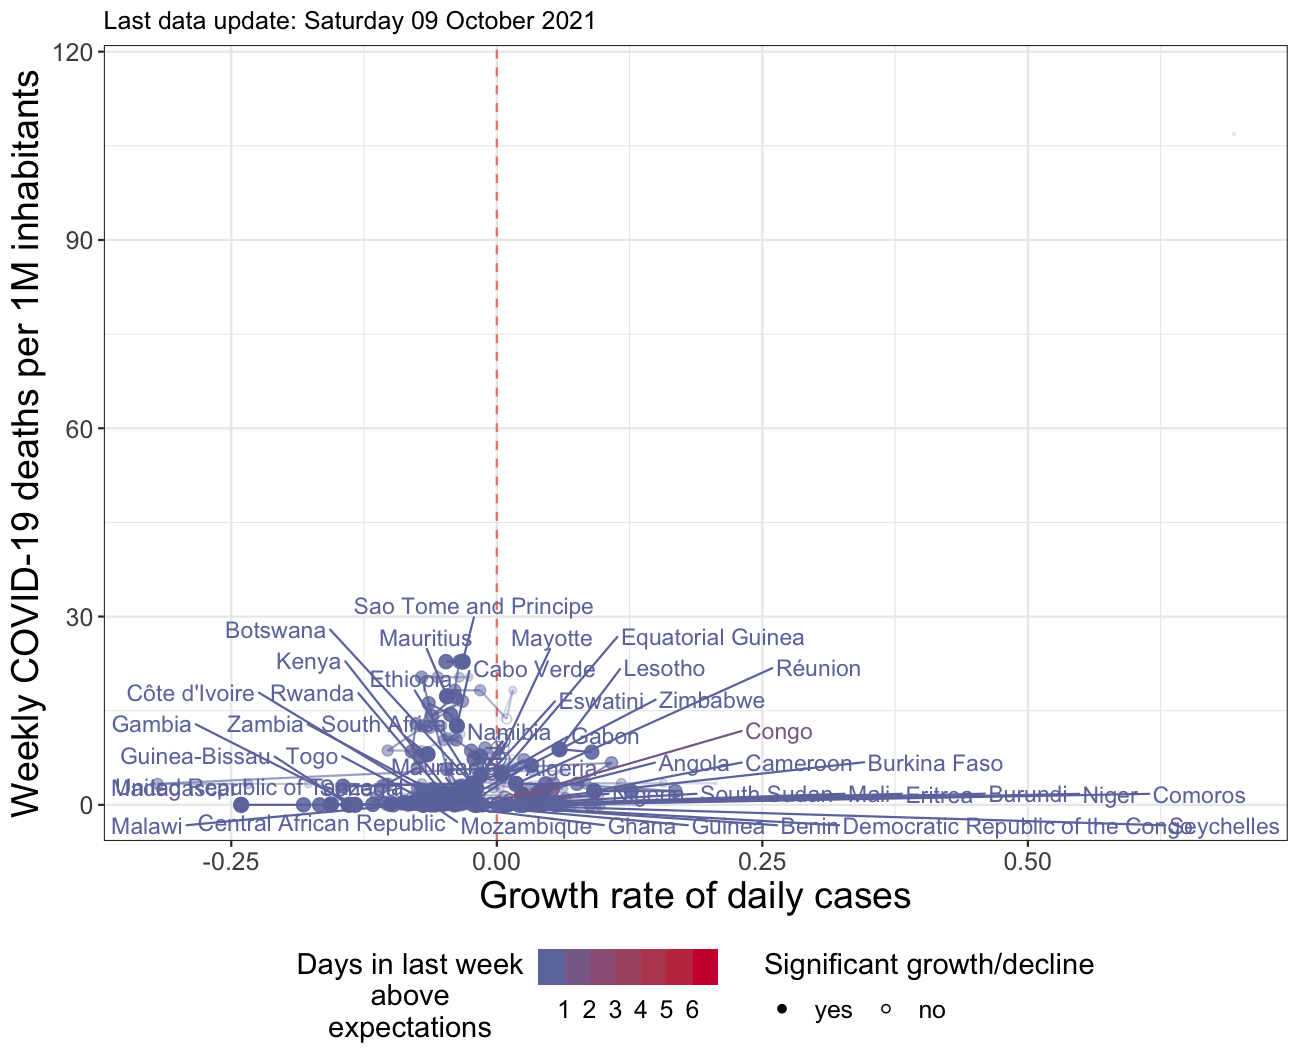 Last data update: Saturday 09 October 2021
Weekly COVID-19 deaths per 1M inhabitants
120
90
60
30
0
Sao Tome and Principe
Botswana
Mauritius
Mayotte
Equatorial Guinea
Kenya
Ethiopia
Cabo Verde
Lesotho
Réunion
Côte d'Ivoire
Rwanda
Eswatini
Zimbabwe
Gambia
Zambia
South Africa
Namibia
Gabon
Congo
Guinea-Bissau
Togo
Algeria
Angola
Cameroon
Burkina Faso
Madagascar
United Republic of Tanzania
Nigeria
South Sudan
Mali
Eritrea
Burundi
Niger
Comoros
Malawi
Central African Republic
Mozambique
Ghana
Guinea
Benin
Democratic Republic of the Congo
Seychelles
-0.25
0.00
0.25
0.50
Growth rate of daily cases
Days in last week
above
expectations
1 2 3 4 5 6
Significant growth/decline
yes
no